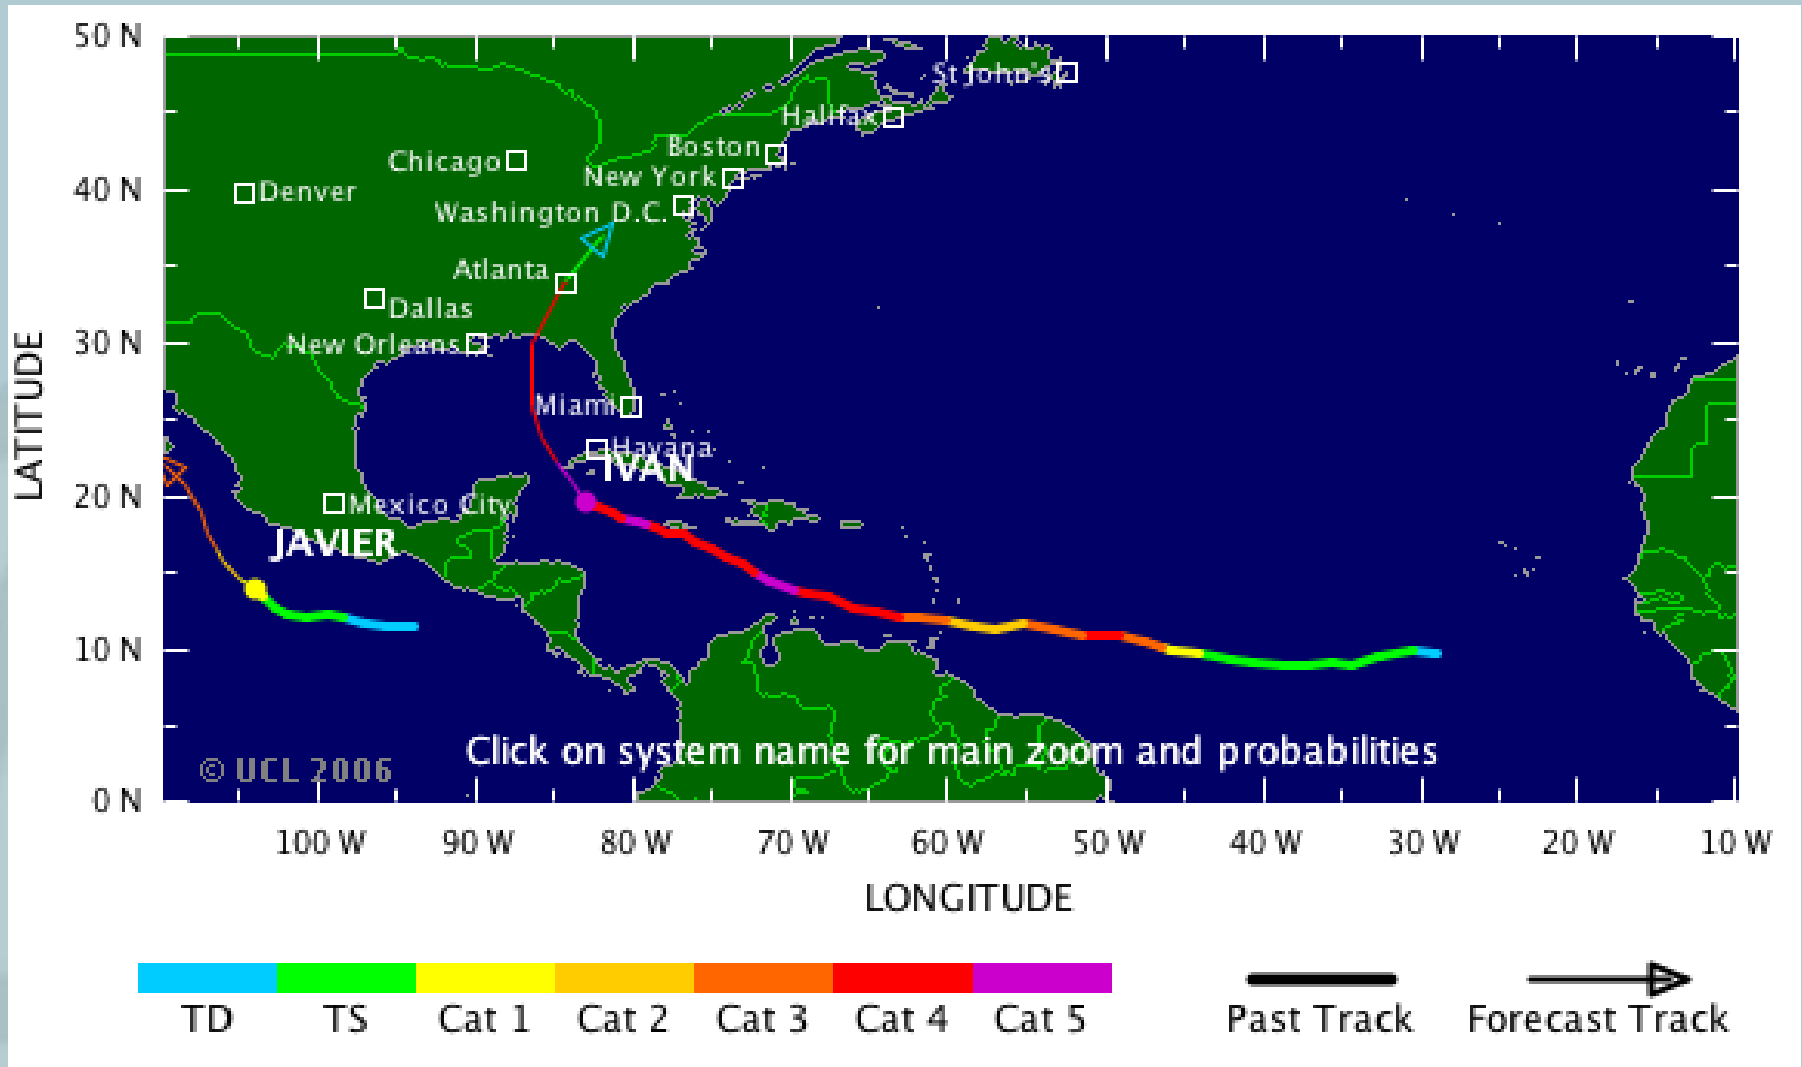 50 N
40 N
30 N
20 N
10 N
0 N
LATITUDE
St John's
Halifax
Boston
Chicago
New York
Denver
Washington D.C.
Atlanta
Dallas
New Orleans
Miami
Havana
IVAN
Mexico City
JAVIER
Click on system name for main zoom and probabilities
© UCL 2006
100 W 90 W 80 W 70 W 60 W 50 W 40 W 30 W 20 W 10 W
LONGITUDE
TD TS Cat 1 Cat 2 Cat 3 Cat 4 Cat 5 Past Track Forecast Track